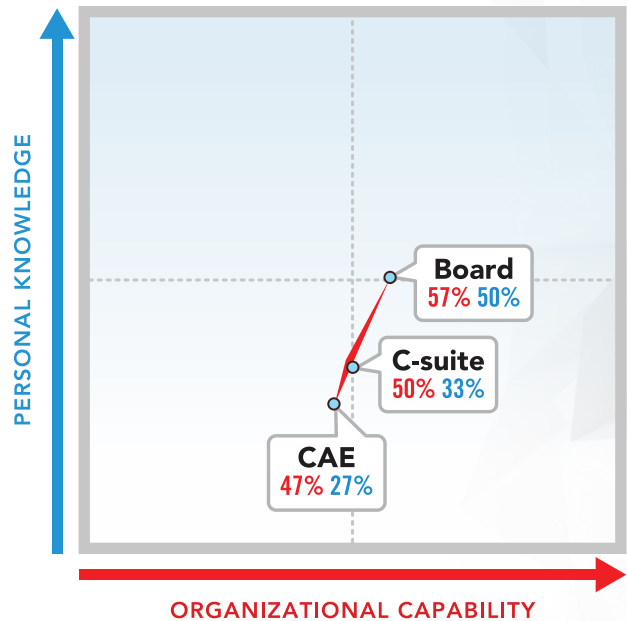 PERSONAL KNOWLEDGE
Board
57% 50%
C-suite
50% 33%
CAE
47% 27%
ORGANIZATIONAL CAPABILITY